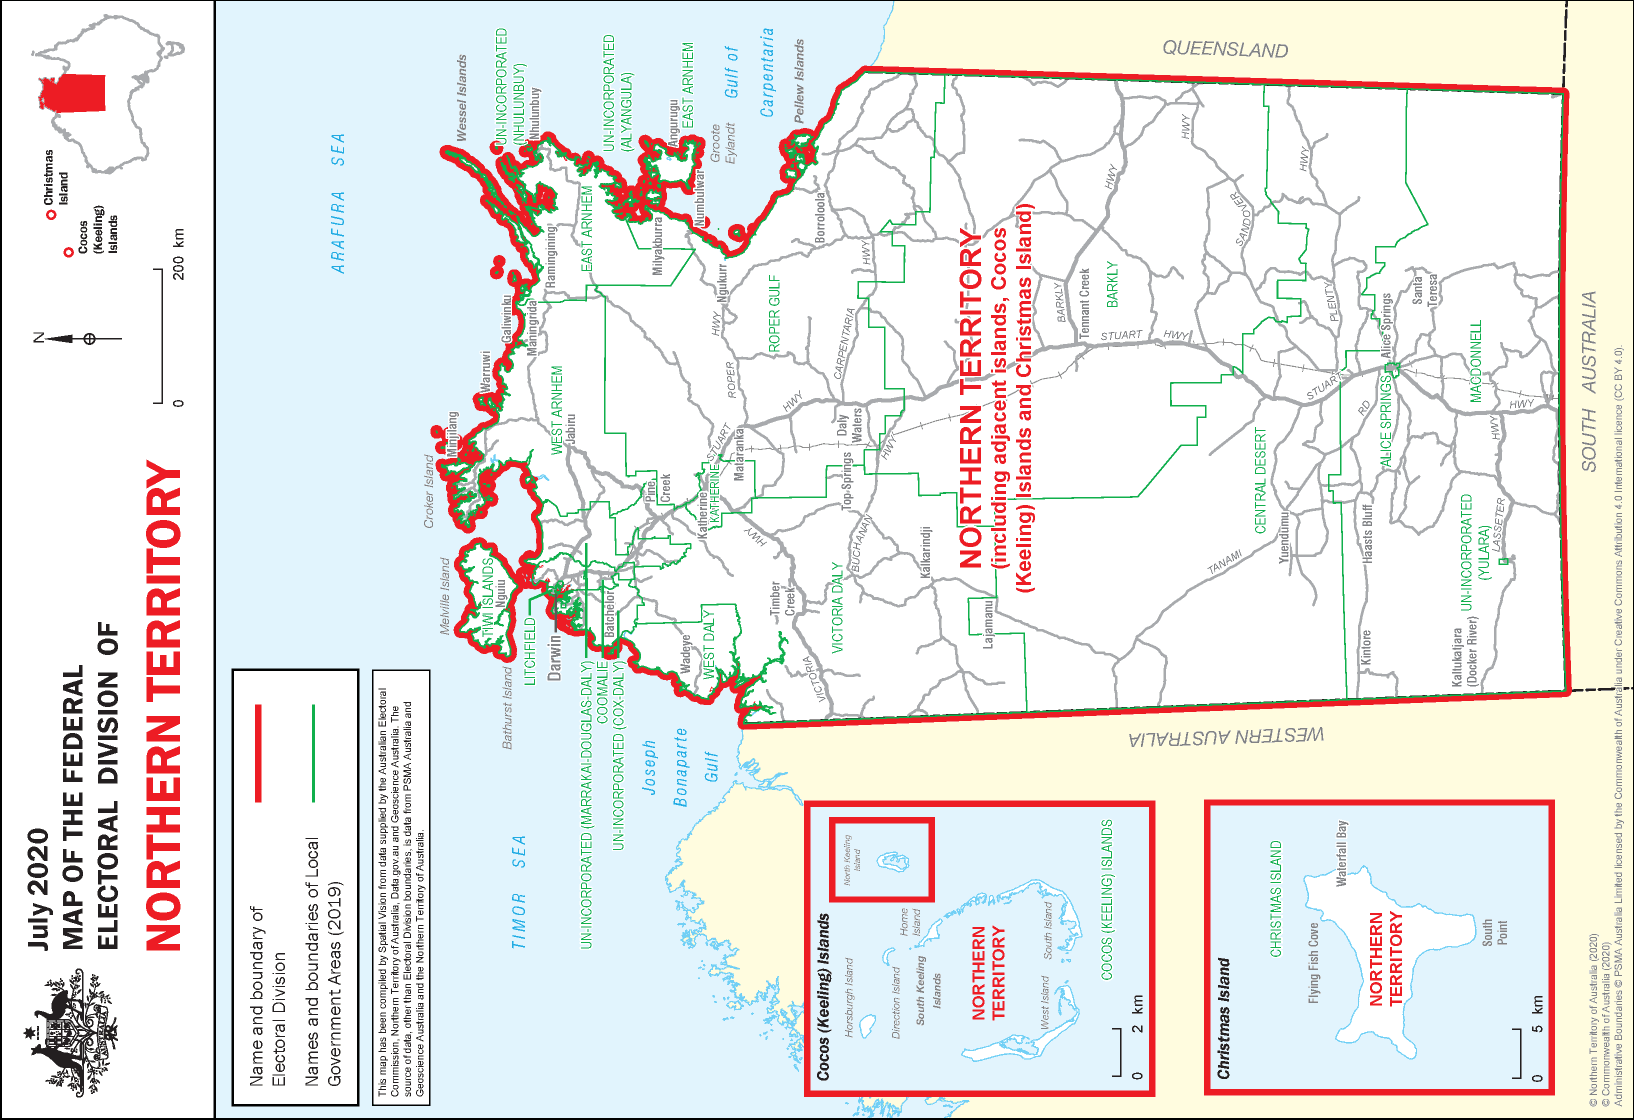 July 2020
MAP OF THE FEDERAL
ELECTORAL DIVISION OF
NORTHERN TERRITORY
N
0
200 km
Christmas
Island
Cocos
(Keeling)
Islands
Name and boundary of
Electoral Division
Names and boundaries of Local
Government Areas (2019)
This map has been compiled by Spatial Vision from data supplied by the Australian Electoral
Commission, Northern Territory of Australia, Data.gov.au and Geoscience Australia. The
source of data, other than Electoral Division boundaries, is data from PSMA Australia and
Geoscience Australia and the Northern Territory of Australia.
ARAFURA SEA
TIMOR SEA
Joseph
Bonaparte
Gulf
Gulf of
Carpentaria
Wessel Islands
Croker Island
Melville Island
Bathurst Island
Groote
Eylandt
Pellew Islands
UN-INCORPORATED
(NHULUNBUY)
Nhulunbuy
UN-INCORPORATED
(ALYANGULA)
Angurugu
EAST ARNHEM
Numbulwar
EAST ARNHEM
Milyakburra
Ramingining
Galiwinku
Maningrida
Warruwi
Minjilang
WEST ARNHEM
Jabiru
TIWI ISLANDS
Nguiu
LITCHFIELD
Darwin
Batchelor
UN-INCORPORATED (MARRAKAI-DOUGLAS-DALY)
COOMALIE
UN-INCORPORATED (COX-DALY)
Wadeye
WEST DALY
Pine
Creek
Katherine
KATHERINE
STUART
Mataranka
Ngukurr
HWY
ROPER
ROPER GULF
Borroloola
HWY
CARPENTARIA
HWY
Daly
Waters
Top Springs
HWY
BUCHANAN
HWY
Timber
Creek
VICTORIA
VICTORIA DALY
Kalkarindji
Lajamanu
NORTHERN TERRITORY
(including adjacent islands, Cocos
(Keeling) Islands and Christmas Island)
BARKLY
Tennant Creek
BARKLY
HWY
STUART
HWY
HWY
SANDOVER
HWY
PLENTY
CENTRAL DESERT
TANAMI
Yuendumu
STUART
RD
Alice Springs
ALICE SPRINGS
Haasts Bluff
Kintore
Santa
Teresa
MACDONNELL
HWY
HWY
LASSETER
UN-INCORPORATED
(YULARA)
Kaltukatjara
(Docker River)
QUEENSLAND
SOUTH AUSTRALIA
WESTERN AUSTRALIA
Cocos (Keeling) Islands
North Keeling
Island
Horsburgh Island
Direction Island
Home
Island
South Keeling
Islands
NORTHERN
TERRITORY
West Island
South Island
COCOS (KEELING) ISLANDS
0
2 km
Christmas Island
CHRISTMAS ISLAND
Flying Fish Cove
Waterfall Bay
NORTHERN
TERRITORY
South
Point
0
5 km
© Northern Territory of Australia (2020)
© Commonwealth of Australia (2020)
Administrative Boundaries © PSMA Australia Limited licensed by the Commonwealth of Australia under Creative Commons Attribution 4.0 International licence (CC BY 4.0).